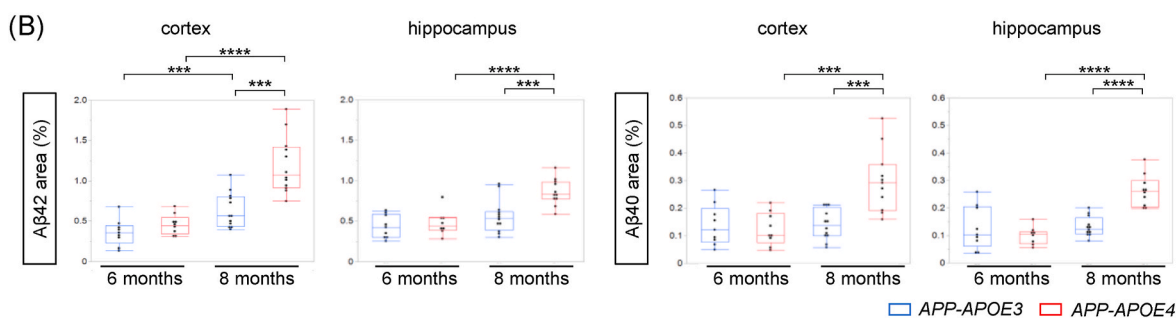 (B)
cortex
hippocampus
cortex
hippocampus
****
***
***
****
***
***
***
****
****
Aβ42 area (%)
2.0
1.5
1.0
0.5
0
6 months
8 months
2.0
1.5
1.0
0.5
0
6 months
8 months
Aβ40 area (%)
0.6
0.5
0.4
0.3
0.2
0.1
0
6 months
8 months
0.6
0.5
0.4
0.3
0.2
0.1
0
6 months
8 months
APP-APOE3
APP-APOE4